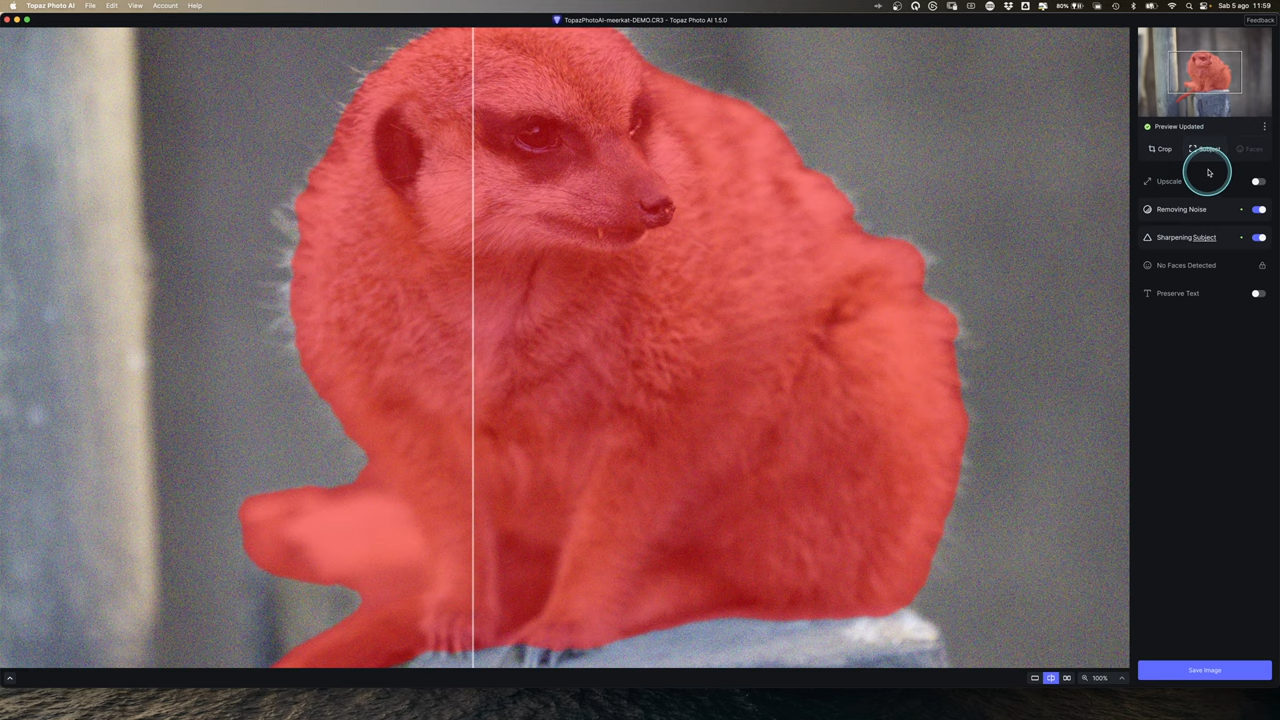 Topaz Photo AI File Edit View Account Help 80% Sab 5 ago 11:59
TopazPhotoAI-meerkat-DEMO.CR3 - Topaz Photo AI 1.5.0
Feedback
Preview Updated
Crop Subject Faces
Upscale
Removing Noise
Sharpening Subject
No Faces Detected
Preserve Text
Save Image
100%